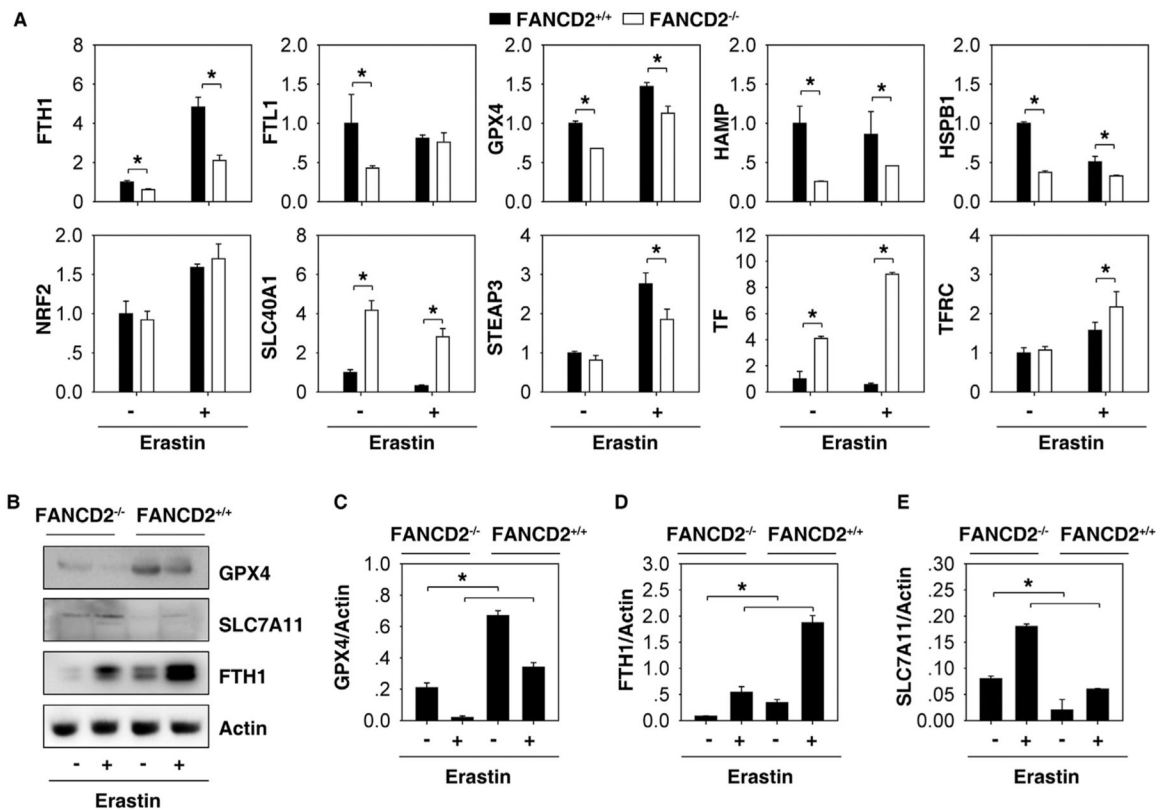 A
FANCD2+/+ FANCD2-/-
FTH1
8
6
4
2
0
*
*
FTL1
2.0
1.5
1.0
.5
0.0
*
GPX4
2.0
1.5
1.0
.5
0.0
*
*
HAMP
2.0
1.5
1.0
.5
0.0
*
*
HSPB1
2.0
1.5
1.0
.5
0.0
*
*
NRF2
2.0
1.5
1.0
.5
0.0
- +
Erastin
SLC40A1
8
6
4
2
0
*
*
- +
Erastin
STEAP3
4
3
2
1
0
*
- +
Erastin
TF
12
10
8
6
4
2
0
*
*
- +
Erastin
TFRC
4
3
2
1
0
*
- +
Erastin
B
FANCD2-/- FANCD2+/+
GPX4
SLC7A11
FTH1
Actin
- + - +
Erastin
C
FANCD2-/- FANCD2+/+
GPX4/Actin
1.0
.8
.6
.4
.2
0.0
*
- + - +
Erastin
D
FANCD2-/- FANCD2+/+
FTH1/Actin
3.0
2.5
2.0
1.5
1.0
.5
0.0
*
- + - +
Erastin
E
FANCD2-/- FANCD2+/+
SLC7A11/Actin
.30
.25
.20
.15
.10
0.05
0.00
*
- + - +
Erastin